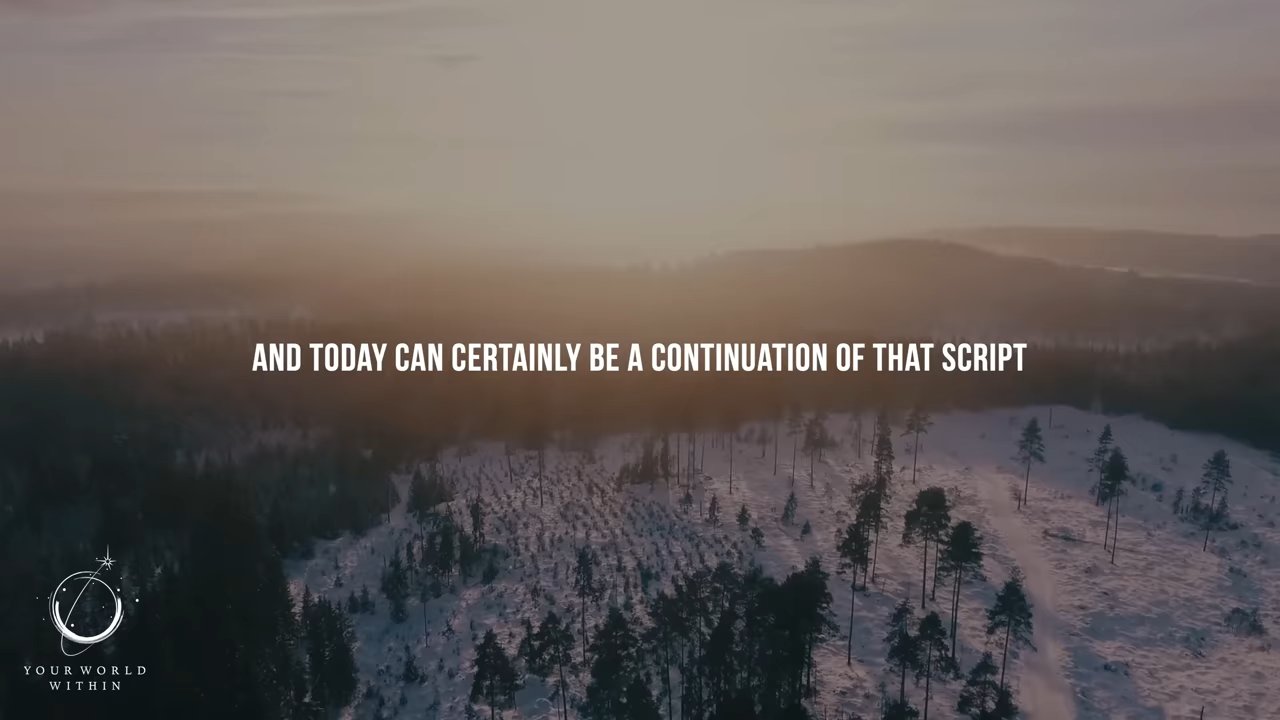 AND TODAY CAN CERTAINLY BE A CONTINUATION OF THAT SCRIPT
YOUR WORLD
WITHIN